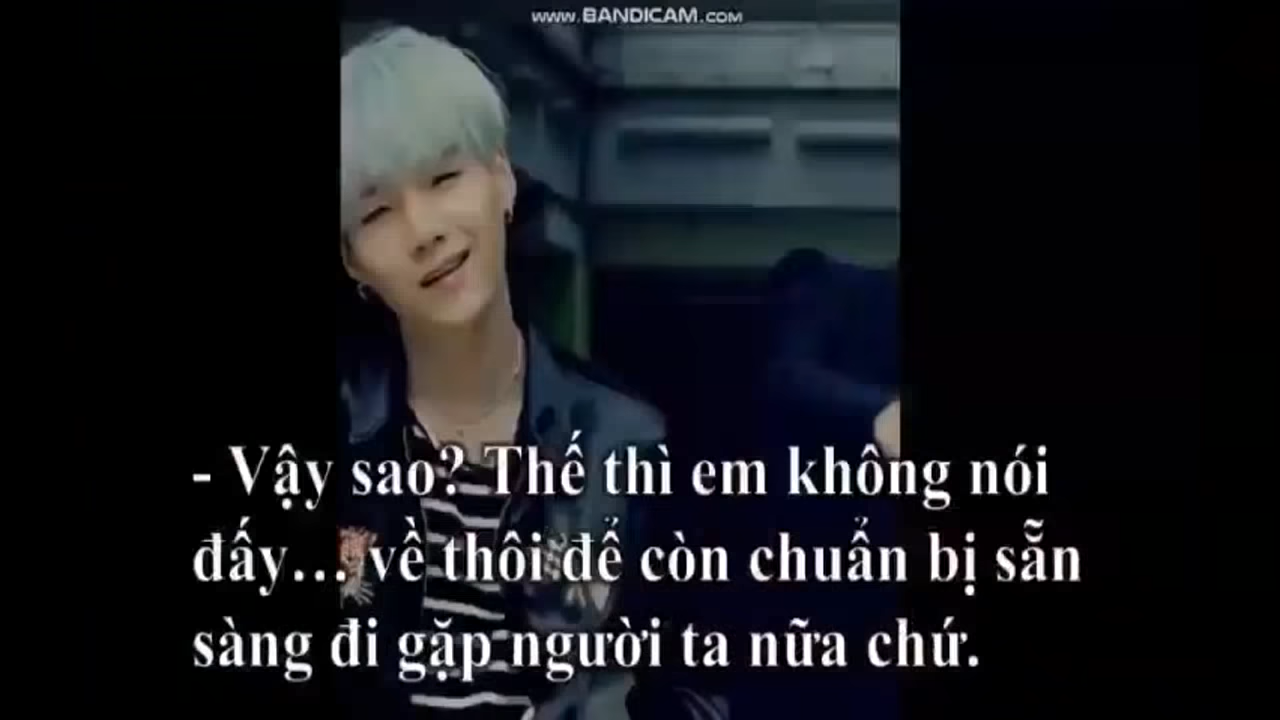 www.BANDICAM.COM
- Vậy sao? Thế thì em không nói
đấy... về thôi để còn chuẩn bị sẵn
sàng đi gặp người ta nữa chứ.